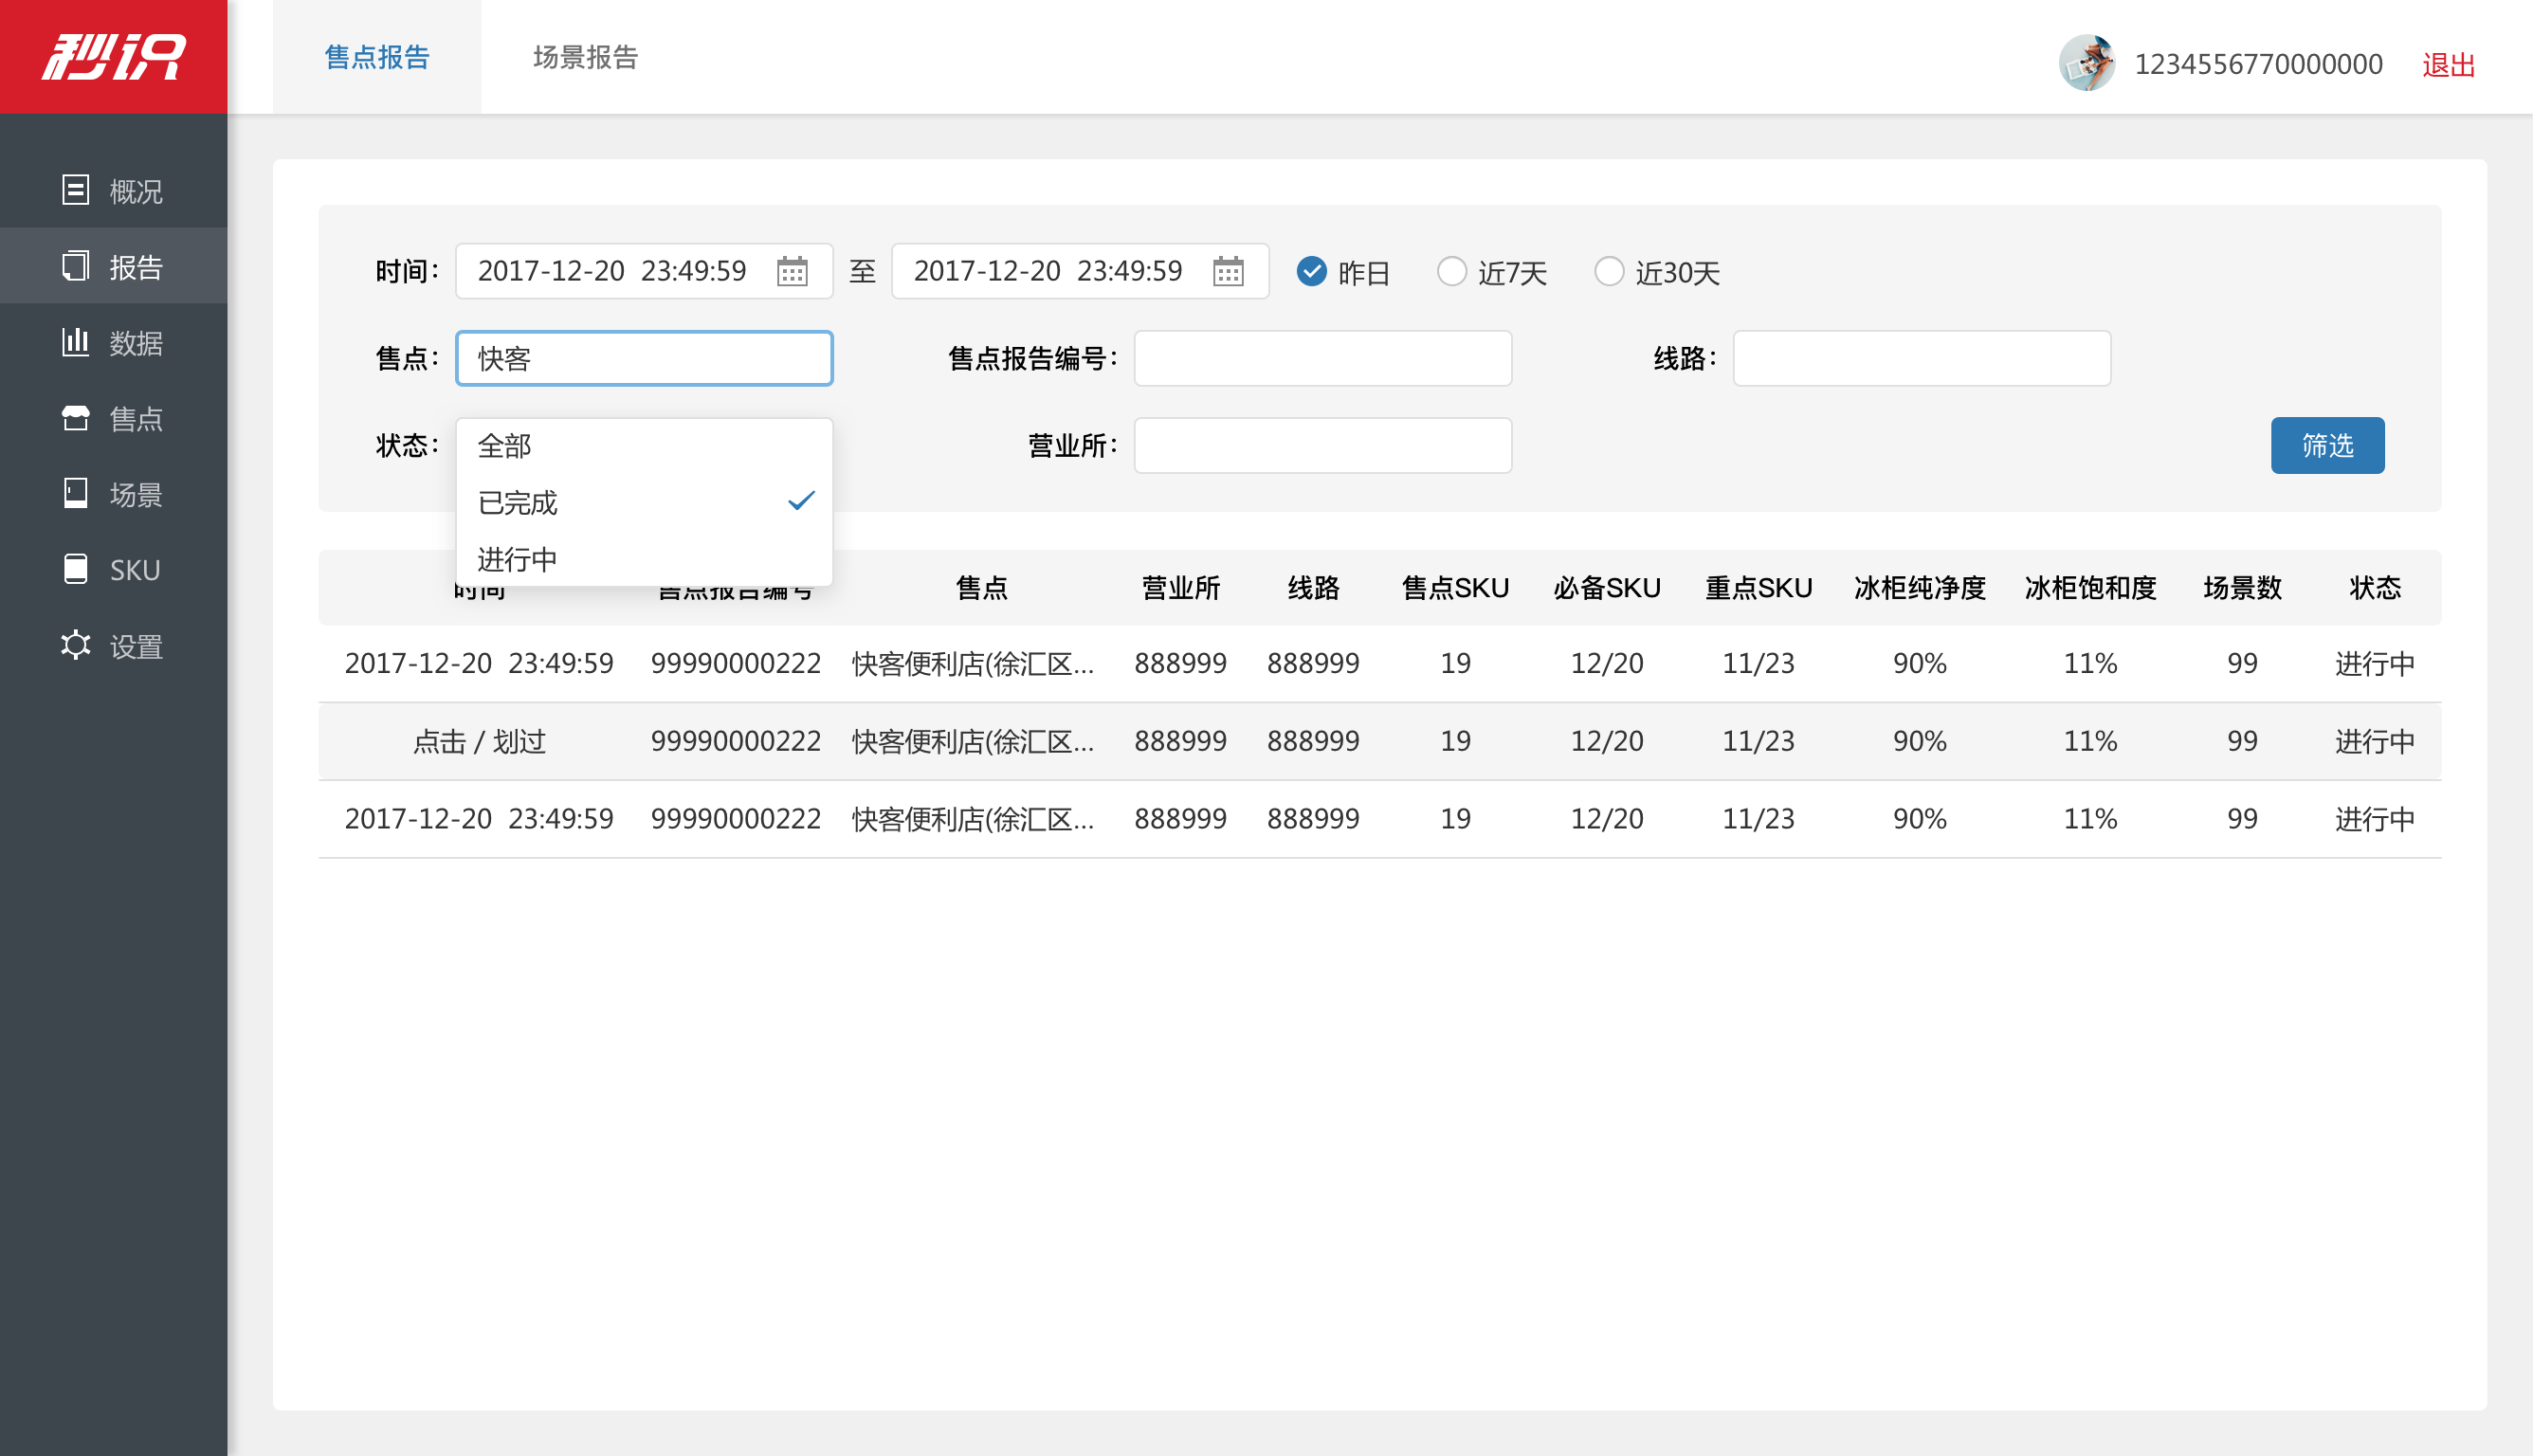 秒识
售点报告 场景报告 1234556770000000 退出
概况
报告
数据
售点
场景
SKU
设置
时间： 2017-12-20 23:49:59 至 2017-12-20 23:49:59 昨日 近7天 近30天
售点： 快客 售点报告编号： 线路：
状态： 全部 营业所： 筛选
已完成
进行中
时间 售点报告编号 售点 营业所 线路 售点SKU 必备SKU 重点SKU 冰柜纯净度 冰柜饱和度 场景数 状态
2017-12-20 23:49:59 99990000222 快客便利店(徐汇区... 888999 888999 19 12/20 11/23 90% 11% 99 进行中
点击 / 划过 99990000222 快客便利店(徐汇区... 888999 888999 19 12/20 11/23 90% 11% 99 进行中
2017-12-20 23:49:59 99990000222 快客便利店(徐汇区... 888999 888999 19 12/20 11/23 90% 11% 99 进行中